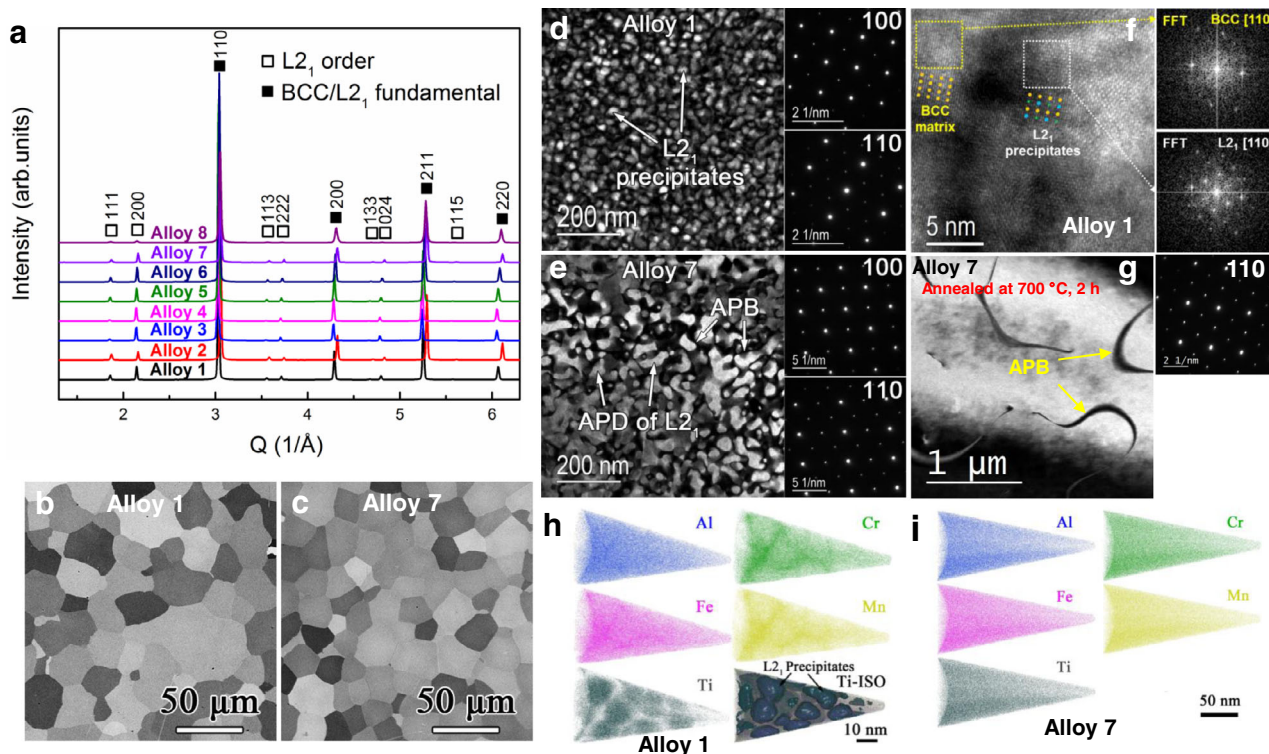 a
Intensity (arb.units)
Q (1/Å)
2
3
4
5
6
□ L2₁ order
■ BCC/L2₁ fundamental
111
200
110
113
222
200
133
024
211
115
220
Alloy 8
Alloy 7
Alloy 6
Alloy 5
Alloy 4
Alloy 3
Alloy 2
Alloy 1
b
Alloy 1
50 µm
c
Alloy 7
50 µm
d
Alloy 1
L2₁
precipitates
200 nm
100
2 1/nm
110
2 1/nm
e
Alloy 7
APB
APD of L2₁
200 nm
100
5 1/nm
110
5 1/nm
f
BCC
matrix
L2₁
precipitates
5 nm
Alloy 1
FFT
BCC [110]
FFT
L2₁ [110]
g
Alloy 7
Annealed at 700 °C, 2 h
APB
1 µm
110
2 1/nm
h
Al
Cr
Fe
Mn
Ti
L2₁ Precipitates
Ti-ISO
10 nm
Alloy 1
i
Al
Cr
Fe
Mn
Ti
50 nm
Alloy 7